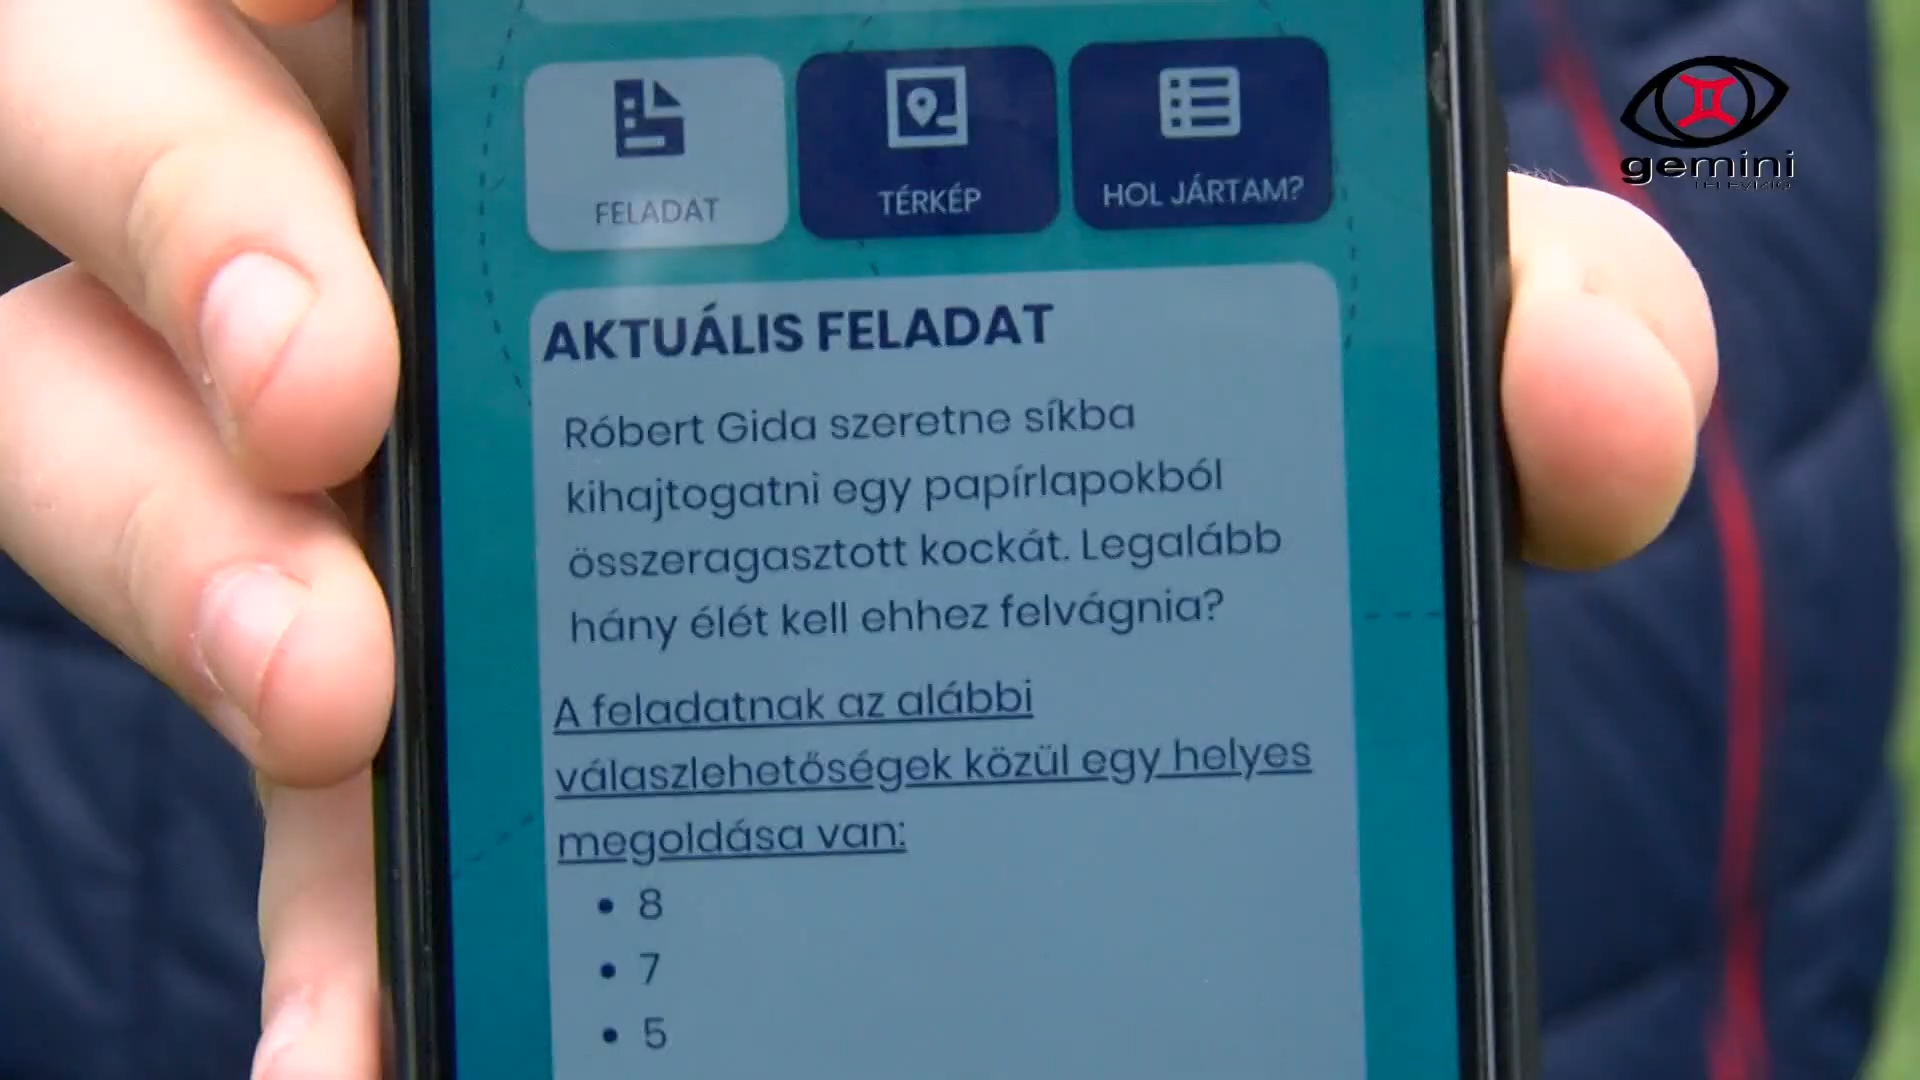 FELADAT
TÉRKÉP
HOL JÁRTAM?
gemini
TELEVÍZIÓ
AKTUÁLIS FELADAT
Róbert Gida szeretne síkba
kihajtogatni egy papírlapokból
összeragasztott kockát. Legalább
hány élét kell ehhez felvágnia?
A feladatnak az alábbi
válaszlehetőségek közül egy helyes
megoldása van:
• 8
• 7
• 5